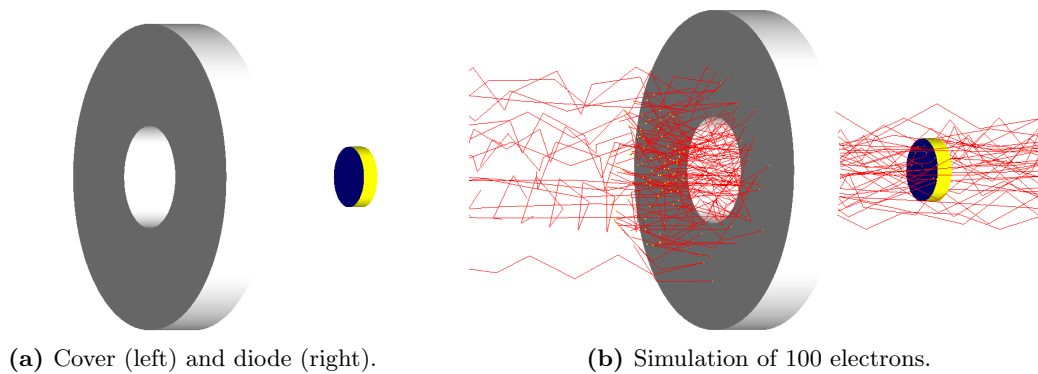 (a) Cover (left) and diode (right).
(b) Simulation of 100 electrons.